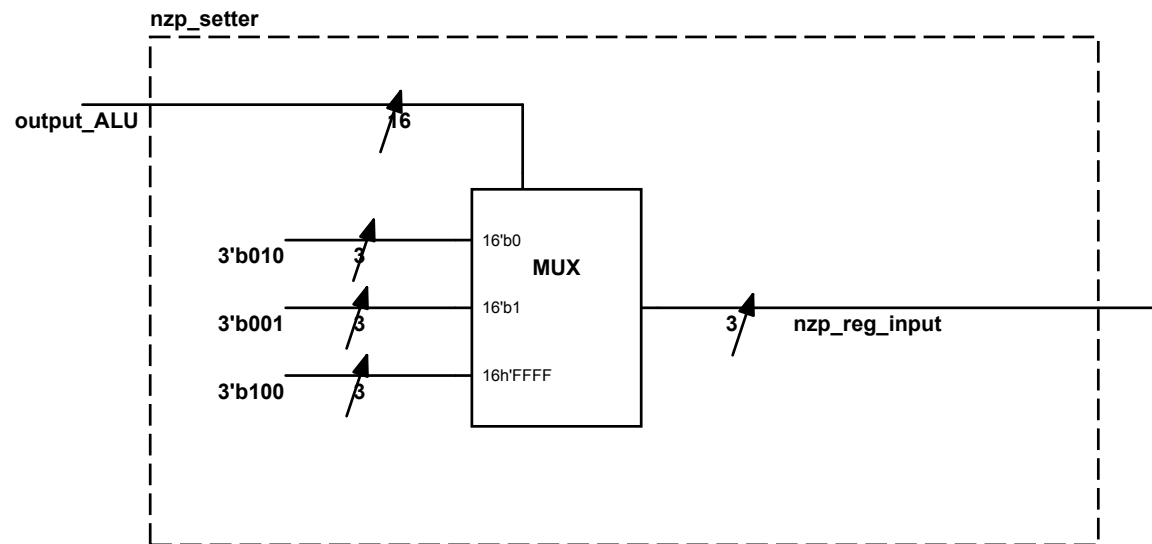 nzp_setter
output_ALU
16
3'b010
3
16'b0
MUX
3'b001
3
16'b1
3
nzp_reg_input
3'b100
3
16h'FFFF